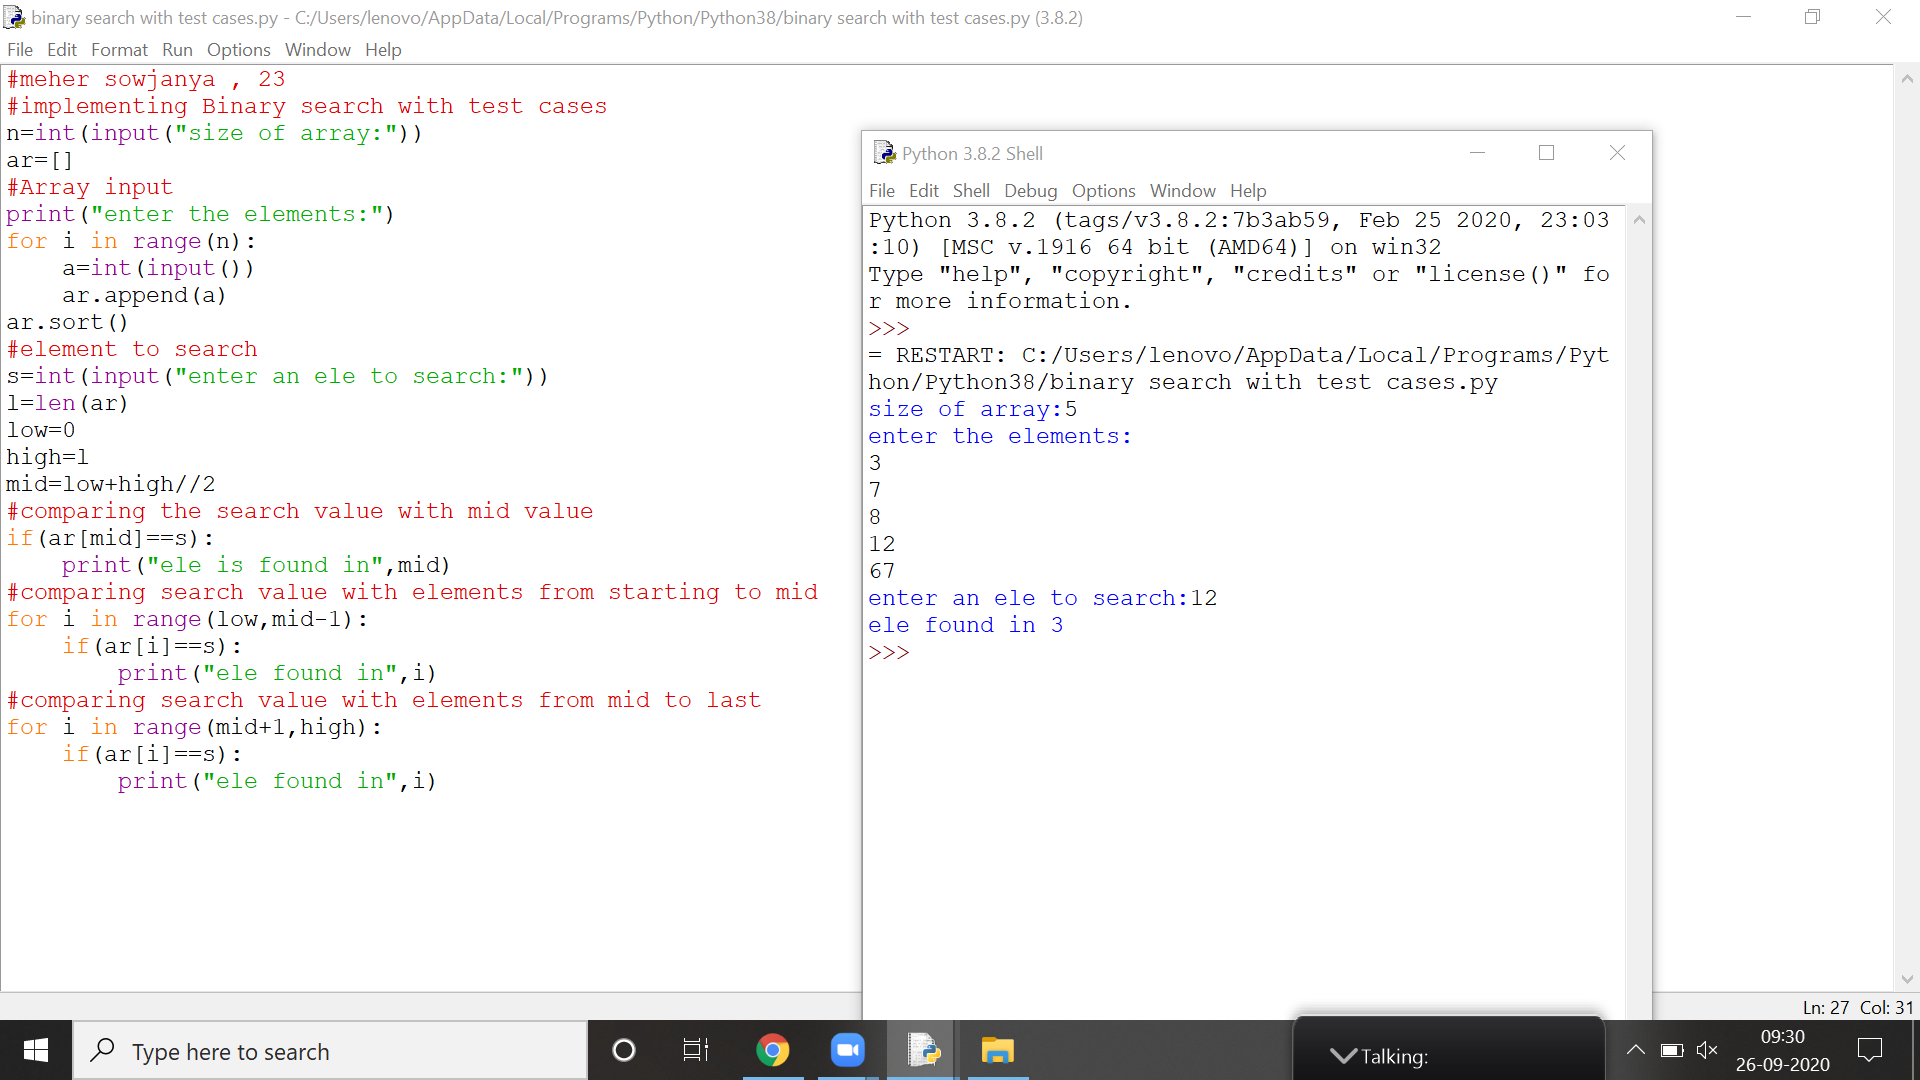 binary search with test cases.py - C:/Users/lenovo/AppData/Local/Programs/Python/Python38/binary search with test cases.py (3.8.2)
File Edit Format Run Options Window Help
#meher sowjanya , 23
#implementing Binary search with test cases
n=int(input("size of array:"))
ar=[]
#Array input
print("enter the elements:")
for i in range(n):
    a=int(input())
    ar.append(a)
ar.sort()
#element to search
s=int(input("enter an ele to search:"))
l=len(ar)
low=0
high=l
mid=low+high//2
#comparing the search value with mid value
if(ar[mid]==s):
    print("ele is found in",mid)
#comparing search value with elements from starting to mid
for i in range(low,mid-1):
    if(ar[i]==s):
        print("ele found in",i)
#comparing search value with elements from mid to last
for i in range(mid+1,high):
    if(ar[i]==s):
        print("ele found in",i)
Python 3.8.2 Shell
File Edit Shell Debug Options Window Help
Python 3.8.2 (tags/v3.8.2:7b3ab59, Feb 25 2020, 23:03
:10) [MSC v.1916 64 bit (AMD64)] on win32
Type "help", "copyright", "credits" or "license()" fo
r more information.
>>>
= RESTART: C:/Users/lenovo/AppData/Local/Programs/Pyt
hon/Python38/binary search with test cases.py
size of array:5
enter the elements:
3
7
8
12
67
enter an ele to search:12
ele found in 3
>>>
Ln: 27 Col: 31
Type here to search
Talking:
09:30
26-09-2020